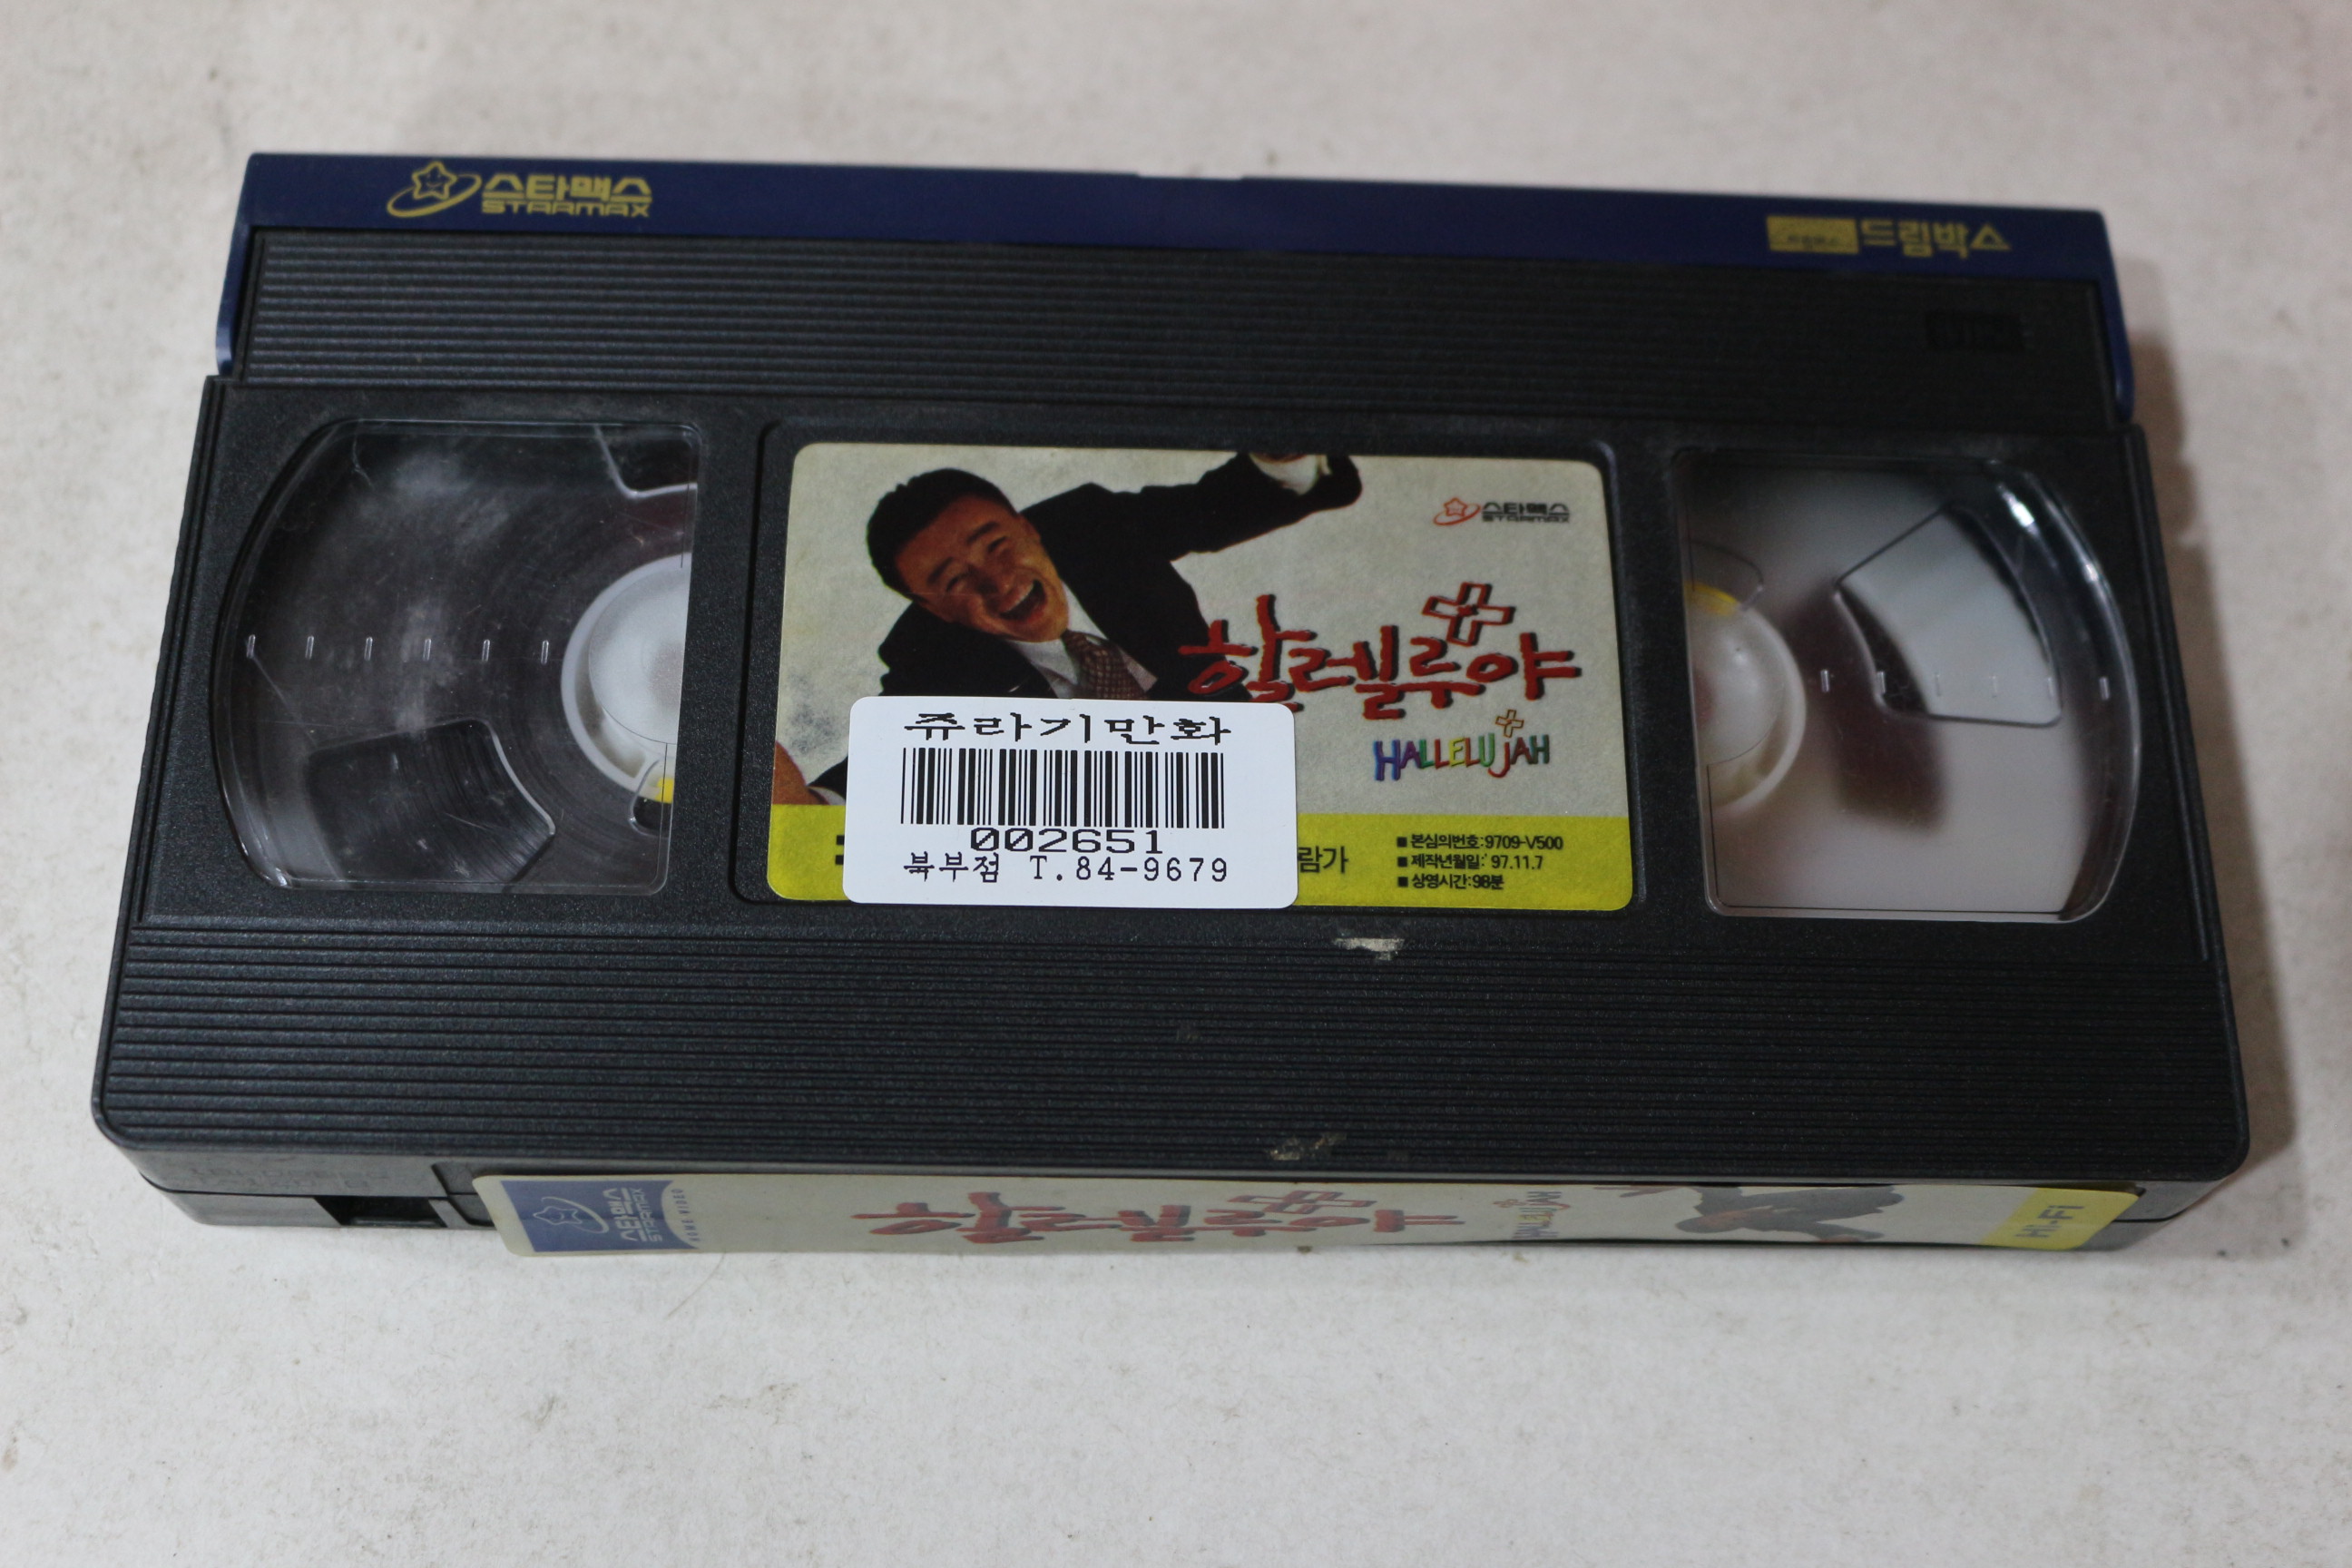 스타맥스
STARMAX
드림박스
스타맥스
STARMAX
할렐루야
HALLELUJAH
쥬라기만화
002651
북부점 T.84-9679
람가
■ 본심의번호:9709-V500
■ 제작년월일:'97.11.7
■ 상영시간:98분
스타맥스
STARMAX
HOME VIDEO
할렐루야
HALLELUJAH
Hi-Fi